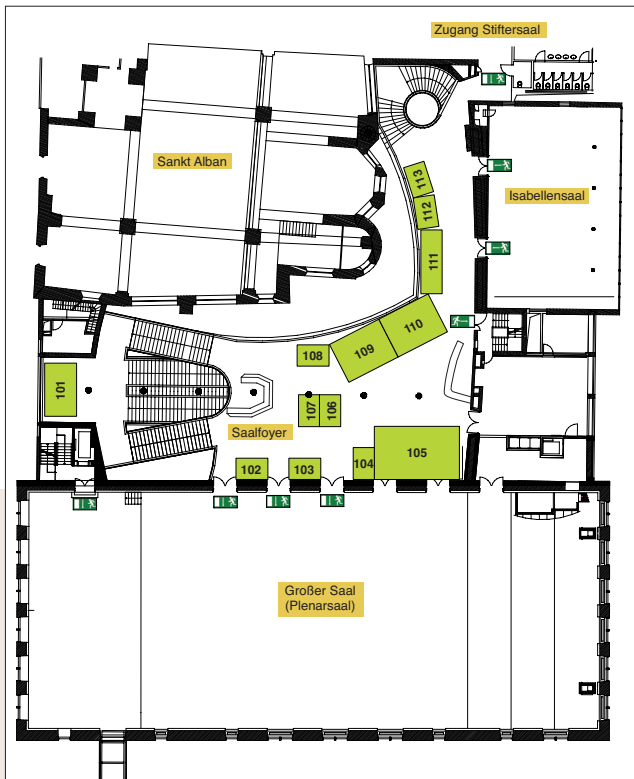 Zugang Stiftersaal
Sankt Alban
Isabellensaal
113
112
111
110
109
108
101
107
106
Saalfoyer
105
104
102
103
Großer Saal
(Plenarsaal)